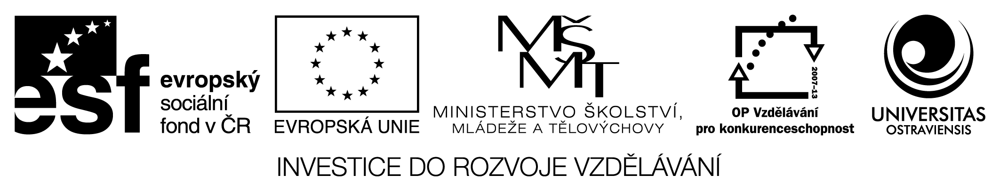 esf
evropský
sociální
fond v ČR
EVROPSKÁ UNIE
MŠMT
MINISTERSTVO ŠKOLSTVÍ,
MLÁDEŽE A TĚLOVÝCHOVY
2007-13
OP Vzdělávání
pro konkurenceschopnost
UNIVERSITAS
OSTRAVIENSIS
INVESTICE DO ROZVOJE VZDĚLÁVÁNÍ